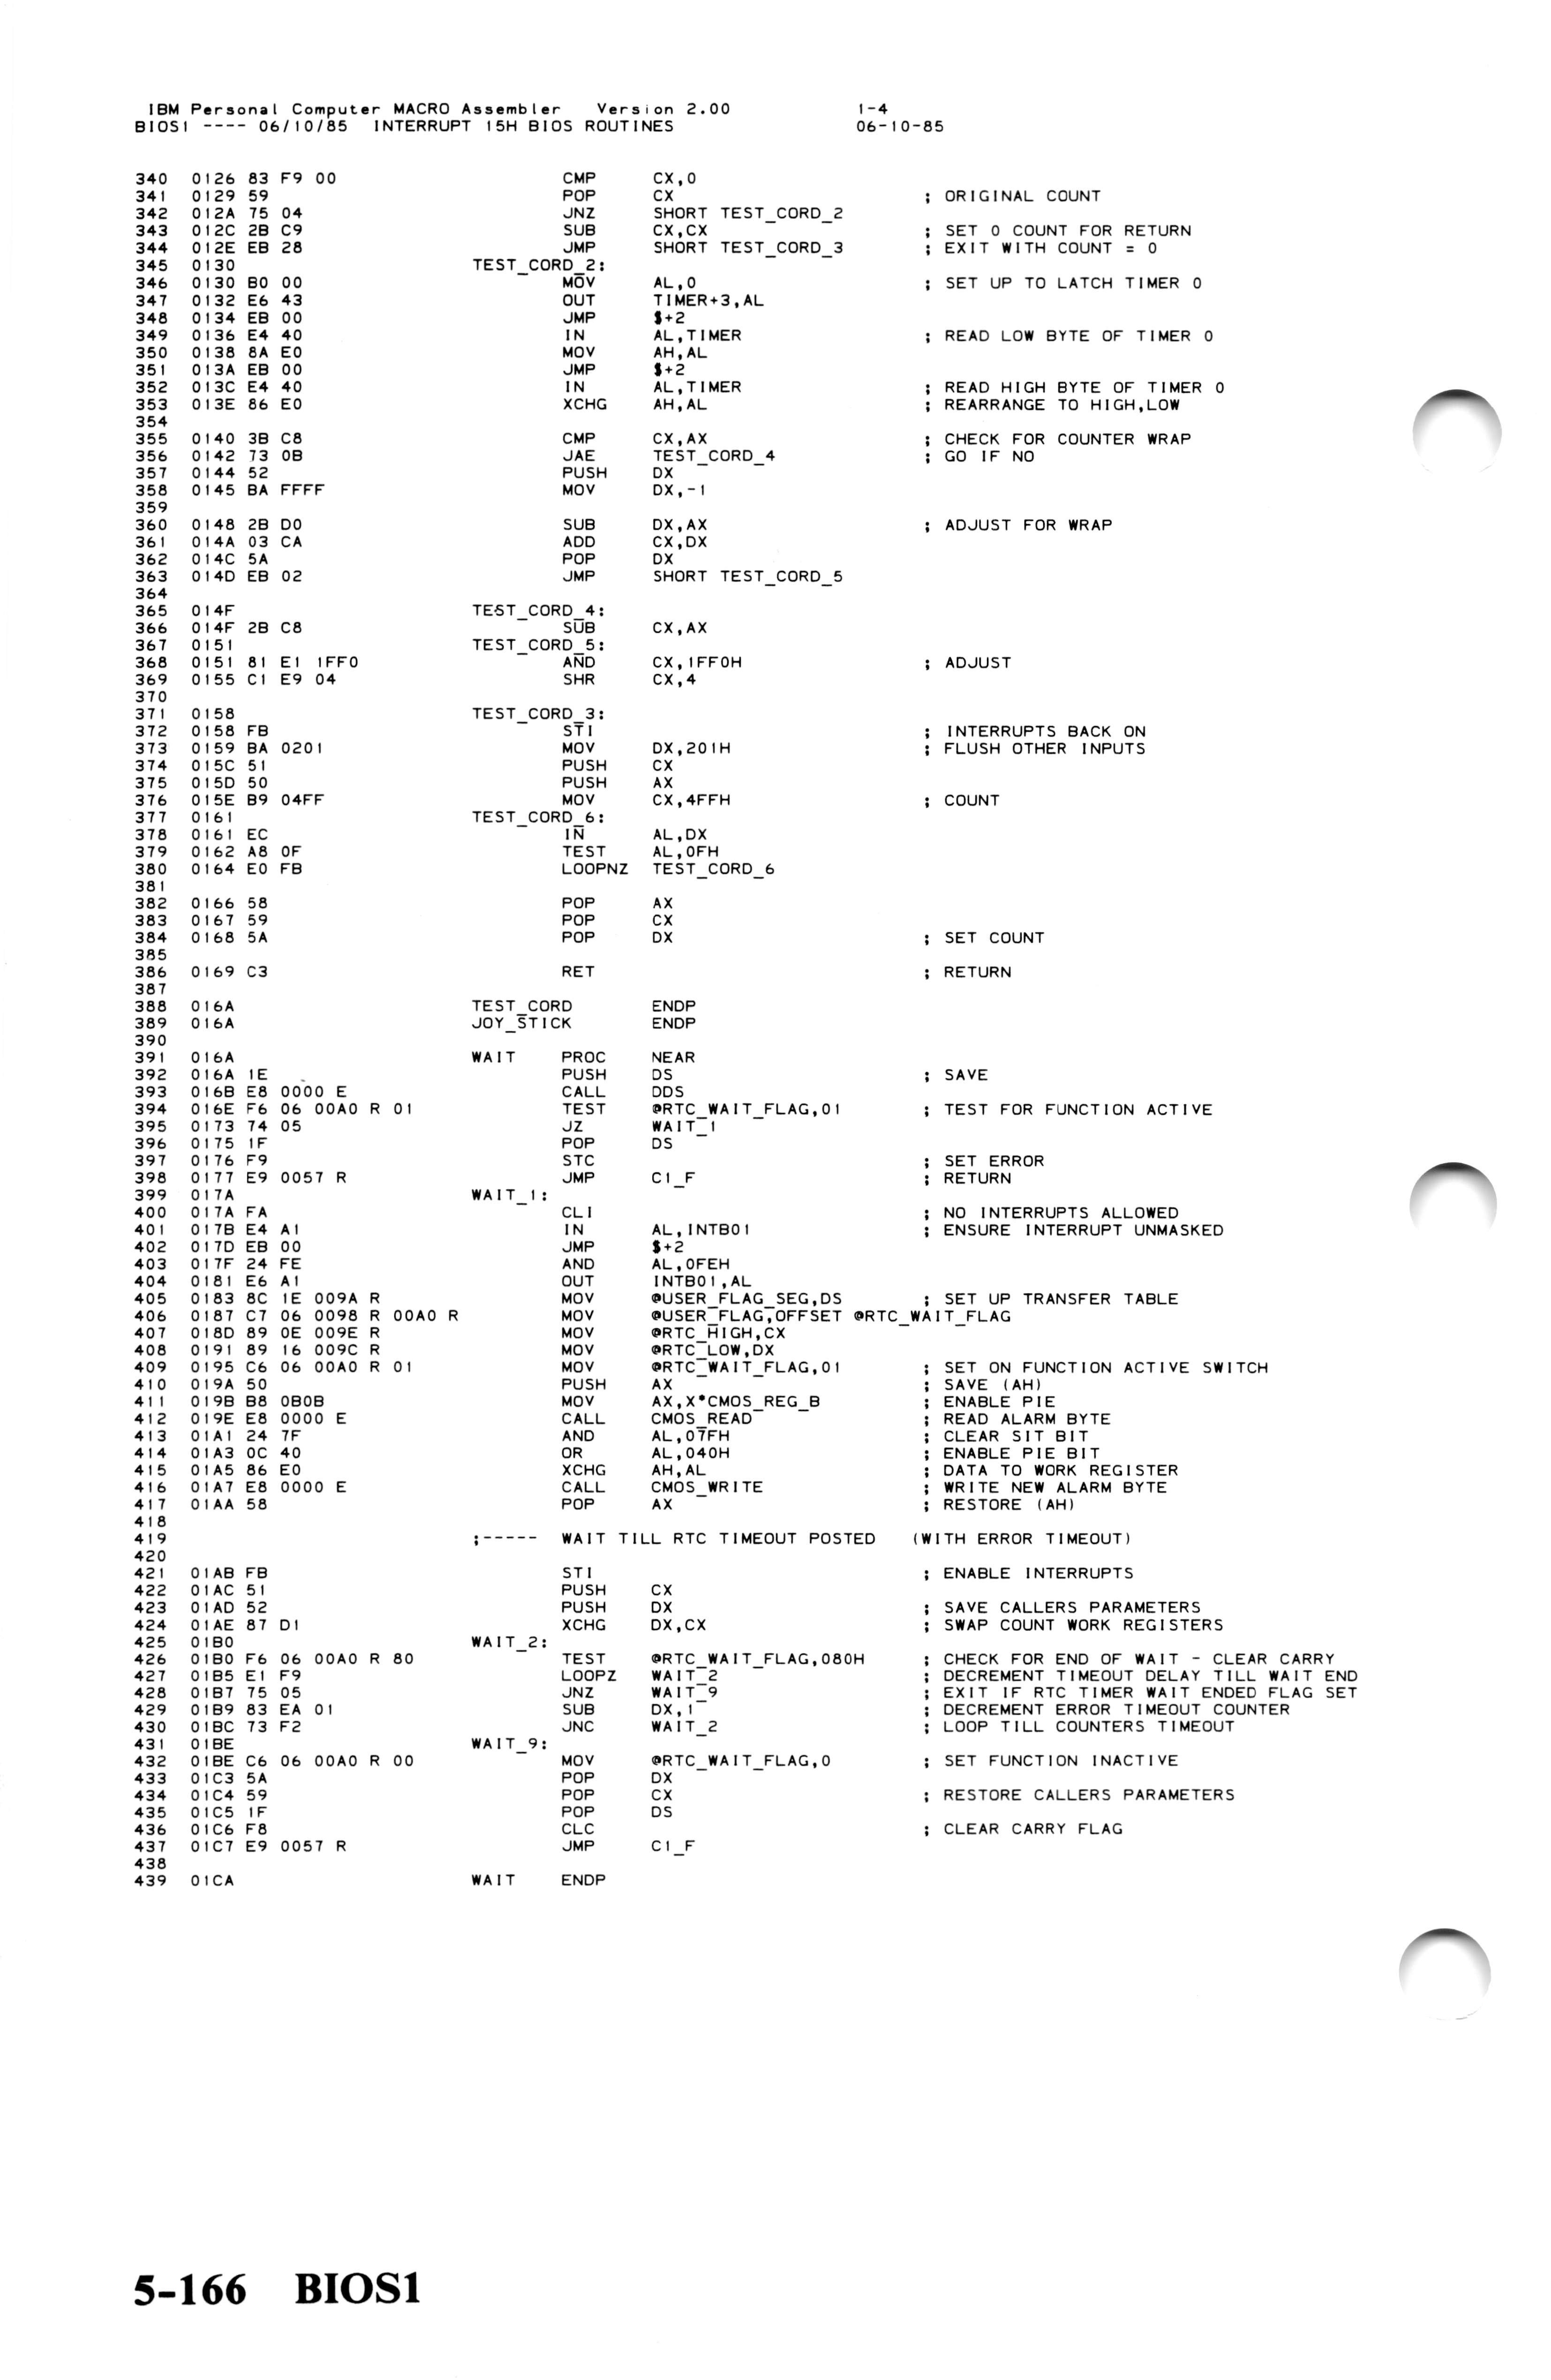 IBM Personal Computer MACRO Assembler   Version 2.00            1-4
BIOS1 ---- 06/10/85  INTERRUPT 15H BIOS ROUTINES                06-10-85
340  0126 83 F9 00                CMP     CX,0
341  0129 59                      POP     CX                      ; ORIGINAL COUNT
342  012A 75 04                   JNZ     SHORT TEST_CORD_2
343  012C 2B C9                   SUB     CX,CX                   ; SET 0 COUNT FOR RETURN
344  012E EB 28                   JMP     SHORT TEST_CORD_3       ; EXIT WITH COUNT = 0
345  0130                 TEST_CORD_2:
346  0130 B0 00                   MOV     AL,0                    ; SET UP TO LATCH TIMER 0
347  0132 E6 43                   OUT     TIMER+3,AL
348  0134 EB 00                   JMP     $+2
349  0136 E4 40                   IN      AL,TIMER                ; READ LOW BYTE OF TIMER 0
350  0138 8A E0                   MOV     AH,AL
351  013A EB 00                   JMP     $+2
352  013C E4 40                   IN      AL,TIMER                ; READ HIGH BYTE OF TIMER 0
353  013E 86 E0                   XCHG    AH,AL                   ; REARRANGE TO HIGH,LOW
354
355  0140 3B C8                   CMP     CX,AX                   ; CHECK FOR COUNTER WRAP
356  0142 73 0B                   JAE     TEST_CORD_4             ; GO IF NO
357  0144 52                      PUSH    DX
358  0145 BA FFFF                 MOV     DX,-1
359
360  0148 2B D0                   SUB     DX,AX                   ; ADJUST FOR WRAP
361  014A 03 CA                   ADD     CX,DX
362  014C 5A                      POP     DX
363  014D EB 02                   JMP     SHORT TEST_CORD_5
364
365  014F                 TEST_CORD_4:
366  014F 2B C8                   SUB     CX,AX
367  0151                 TEST_CORD_5:
368  0151 81 E1 1FF0              AND     CX,1FF0H                ; ADJUST
369  0155 C1 E9 04                SHR     CX,4
370
371  0158                 TEST_CORD_3:
372  0158 FB                      STI                             ; INTERRUPTS BACK ON
373  0159 BA 0201                 MOV     DX,201H                 ; FLUSH OTHER INPUTS
374  015C 51                      PUSH    CX
375  015D 50                      PUSH    AX
376  015E B9 04FF                 MOV     CX,4FFH                 ; COUNT
377  0161                 TEST_CORD_6:
378  0161 EC                      IN      AL,DX
379  0162 A8 0F                   TEST    AL,0FH
380  0164 E0 FB                   LOOPNZ  TEST_CORD_6
381
382  0166 58                      POP     AX
383  0167 59                      POP     CX
384  0168 5A                      POP     DX                      ; SET COUNT
385
386  0169 C3                      RET                             ; RETURN
387
388  016A                 TEST_CORD       ENDP
389  016A                 JOY_STICK       ENDP
390
391  016A                 WAIT    PROC    NEAR
392  016A 1E                      PUSH    DS                      ; SAVE
393  016B E8 0000 E               CALL    DDS
394  016E F6 06 00A0 R 01         TEST    @RTC_WAIT_FLAG,01       ; TEST FOR FUNCTION ACTIVE
395  0173 74 05                   JZ      WAIT_1
396  0175 1F                      POP     DS
397  0176 F9                      STC                             ; SET ERROR
398  0177 E9 0057 R               JMP     C1_F                    ; RETURN
399  017A                 WAIT_1:
400  017A FA                      CLI                             ; NO INTERRUPTS ALLOWED
401  017B E4 A1                   IN      AL,INTB01               ; ENSURE INTERRUPT UNMASKED
402  017D EB 00                   JMP     $+2
403  017F 24 FE                   AND     AL,0FEH
404  0181 E6 A1                   OUT     INTB01,AL
405  0183 8C 1E 009A R            MOV     @USER_FLAG_SEG,DS       ; SET UP TRANSFER TABLE
406  0187 C7 06 0098 R 00A0 R     MOV     @USER_FLAG,OFFSET @RTC_WAIT_FLAG
407  018D 89 0E 009E R            MOV     @RTC_HIGH,CX
408  0191 89 16 009C R            MOV     @RTC_LOW,DX
409  0195 C6 06 00A0 R 01         MOV     @RTC_WAIT_FLAG,01       ; SET ON FUNCTION ACTIVE SWITCH
410  019A 50                      PUSH    AX                      ; SAVE (AH)
411  019B B8 0B0B                 MOV     AX,X*CMOS_REG_B         ; ENABLE PIE
412  019E E8 0000 E               CALL    CMOS_READ               ; READ ALARM BYTE
413  01A1 24 7F                   AND     AL,07FH                 ; CLEAR SIT BIT
414  01A3 0C 40                   OR      AL,040H                 ; ENABLE PIE BIT
415  01A5 86 E0                   XCHG    AH,AL                   ; DATA TO WORK REGISTER
416  01A7 E8 0000 E               CALL    CMOS_WRITE              ; WRITE NEW ALARM BYTE
417  01AA 58                      POP     AX                      ; RESTORE (AH)
418
419                       ;-----  WAIT TILL RTC TIMEOUT POSTED   (WITH ERROR TIMEOUT)
420
421  01AB FB                      STI                             ; ENABLE INTERRUPTS
422  01AC 51                      PUSH    CX
423  01AD 52                      PUSH    DX                      ; SAVE CALLERS PARAMETERS
424  01AE 87 D1                   XCHG    DX,CX                   ; SWAP COUNT WORK REGISTERS
425  01B0                 WAIT_2:
426  01B0 F6 06 00A0 R 80         TEST    @RTC_WAIT_FLAG,080H     ; CHECK FOR END OF WAIT - CLEAR CARRY
427  01B5 E1 F9                   LOOPZ   WAIT_2                  ; DECREMENT TIMEOUT DELAY TILL WAIT END
428  01B7 75 05                   JNZ     WAIT_9                  ; EXIT IF RTC TIMER WAIT ENDED FLAG SET
429  01B9 83 EA 01                SUB     DX,1                    ; DECREMENT ERROR TIMEOUT COUNTER
430  01BC 73 F2                   JNC     WAIT_2                  ; LOOP TILL COUNTERS TIMEOUT
431  01BE                 WAIT_9:
432  01BE C6 06 00A0 R 00         MOV     @RTC_WAIT_FLAG,0        ; SET FUNCTION INACTIVE
433  01C3 5A                      POP     DX
434  01C4 59                      POP     CX                      ; RESTORE CALLERS PARAMETERS
435  01C5 1F                      POP     DS
436  01C6 F8                      CLC                             ; CLEAR CARRY FLAG
437  01C7 E9 0057 R               JMP     C1_F
438
439  01CA                 WAIT    ENDP
5-166   BIOS1